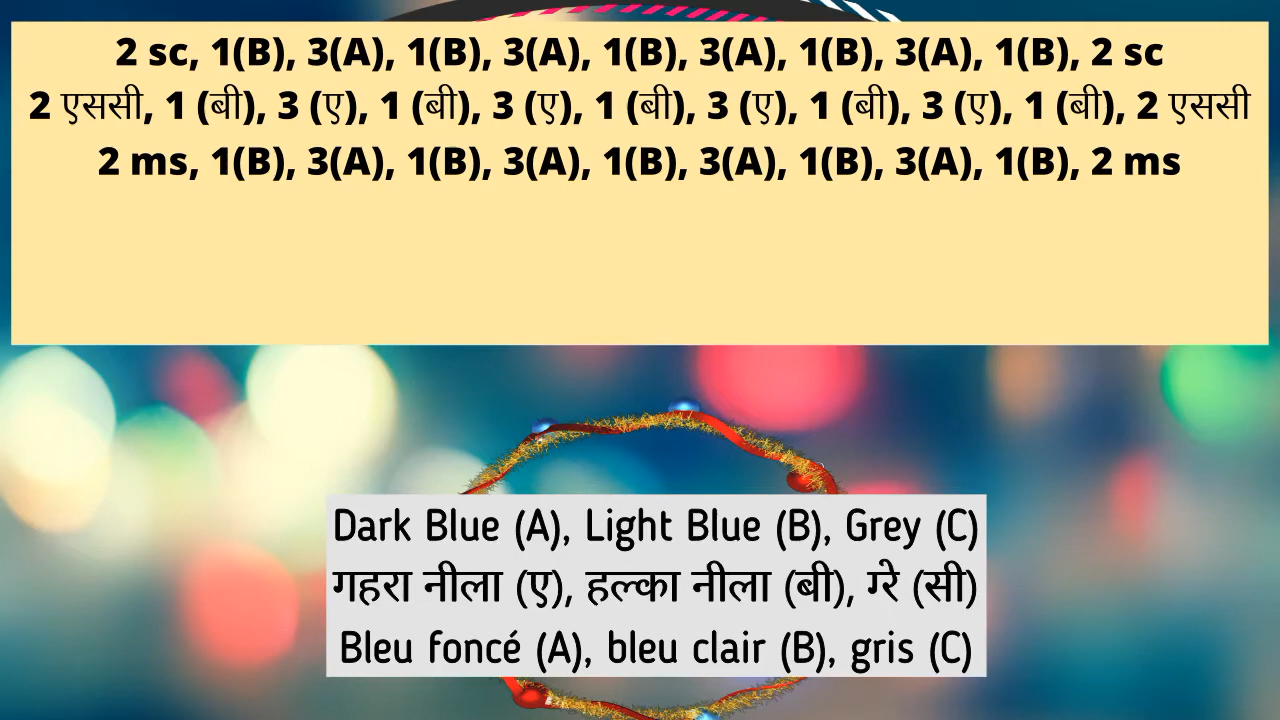 2 sc, 1(B), 3(A), 1(B), 3(A), 1(B), 3(A), 1(B), 3(A), 1(B), 2 sc
2 एससी, 1 (बी), 3 (ए), 1 (बी), 3 (ए), 1 (बी), 3 (ए), 1 (बी), 3 (ए), 1 (बी), 2 एससी
2 ms, 1(B), 3(A), 1(B), 3(A), 1(B), 3(A), 1(B), 3(A), 1(B), 2 ms
Dark Blue (A), Light Blue (B), Grey (C)
गहरा नीला (ए), हल्का नीला (बी), ग्रे (सी)
Bleu foncé (A), bleu clair (B), gris (C)